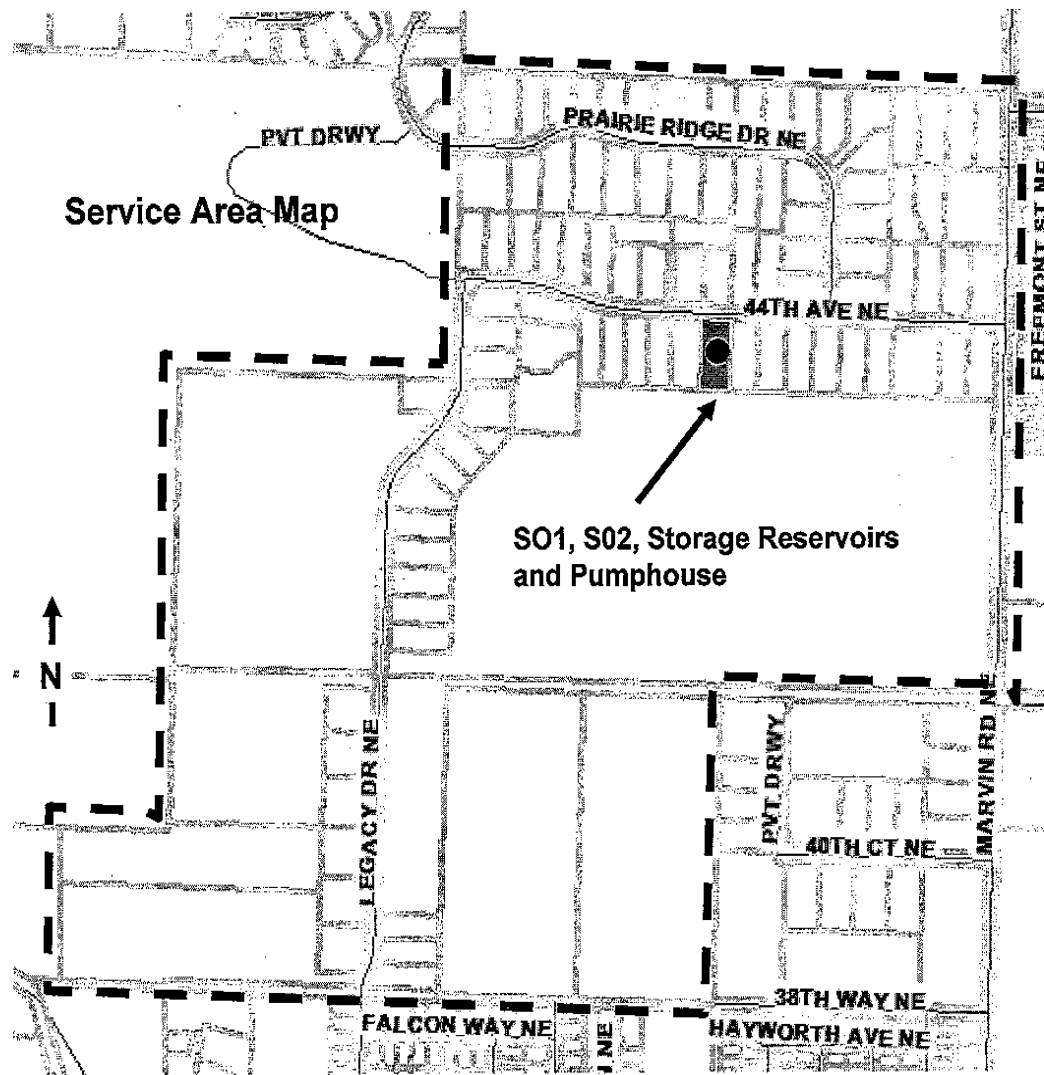 PRAIRIE RIDGE DR NE
PVT DRWY
Service Area Map
FREEMONT ST NE
44TH AVE NE
SO1, S02, Storage Reservoirs
and Pumphouse
N
LEGACY DR NE
PVT DRWY
MARVIN RD NE
40TH CT NE
38TH WAY NE
FALCON WAY NE
HAYWORTH AVE NE